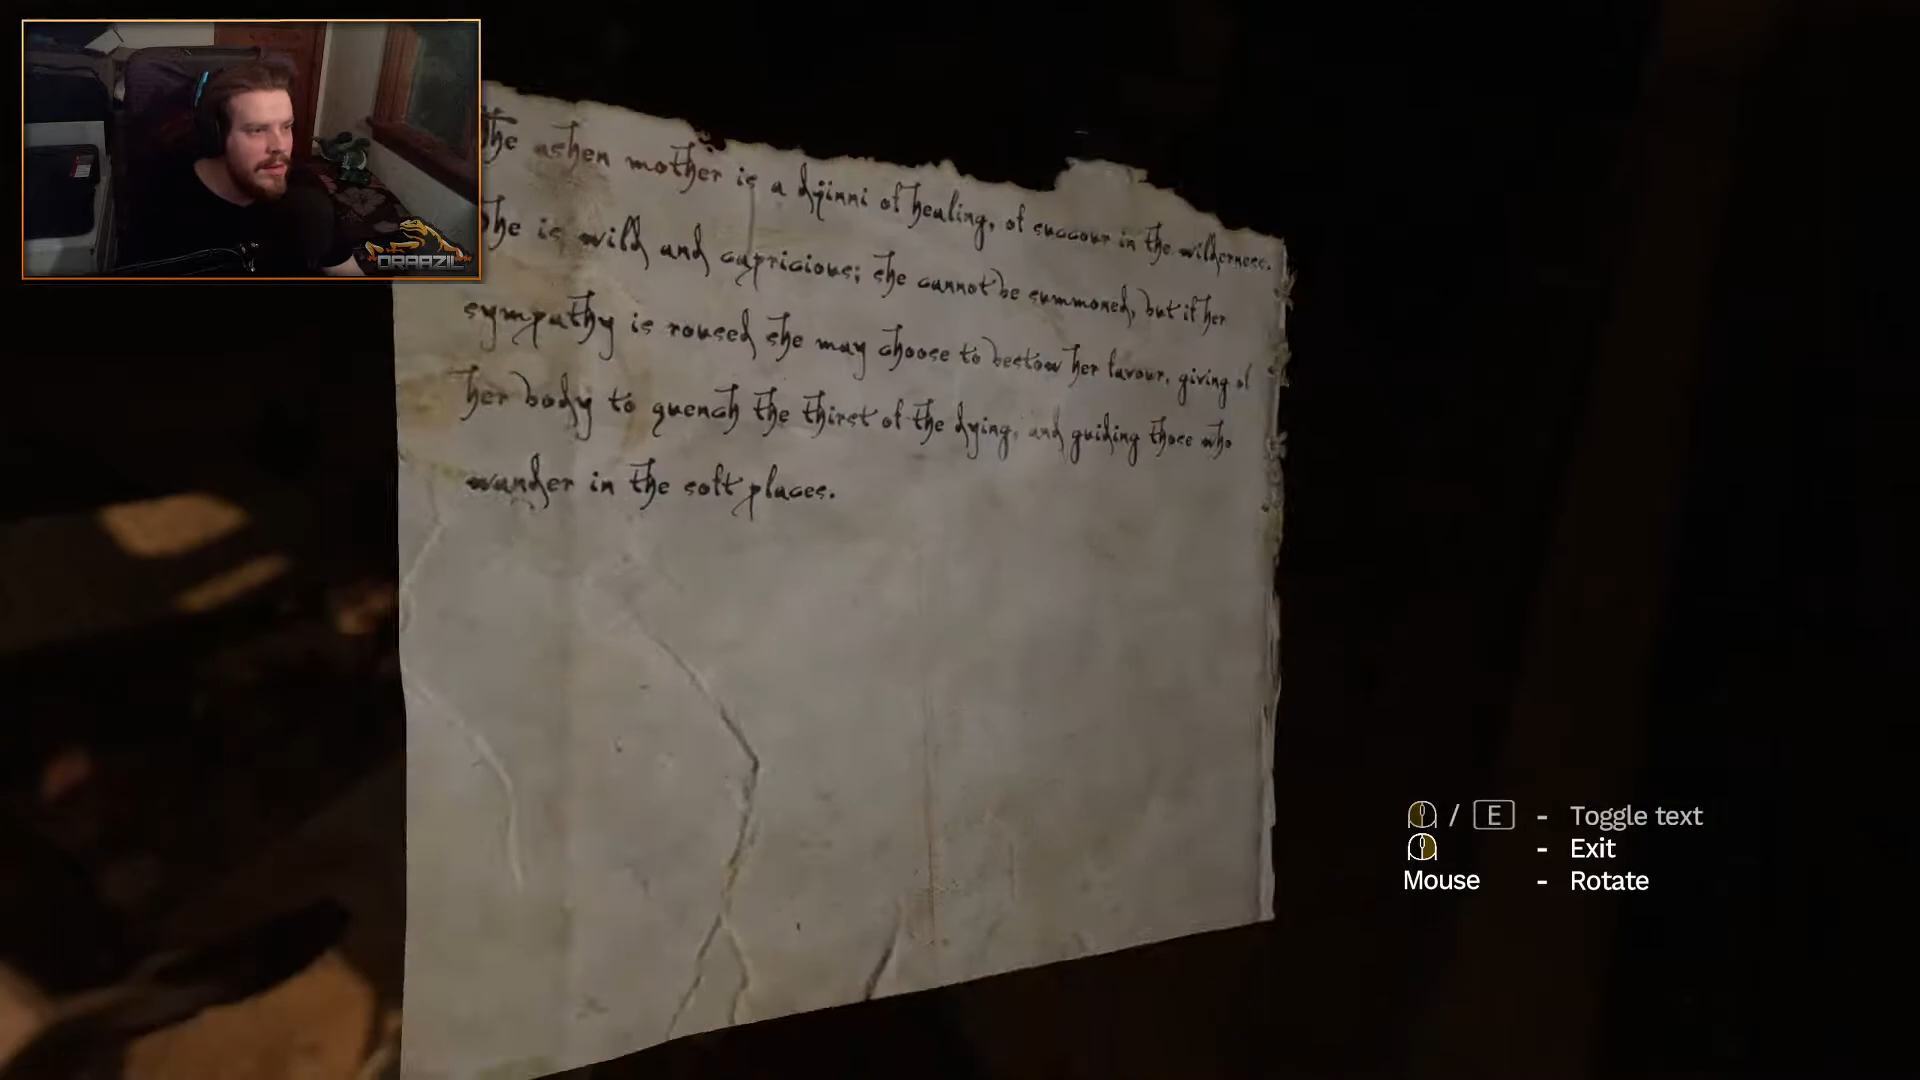 The ashen mother is a djinni of healing, of succour in the wilderness.
She is wild and capricious; she cannot be summoned, but if her
sympathy is roused she may choose to bestow her favour, giving of
her body to quench the thirst of the dying, and guiding those who
wander in the soft places.
DRAAZIL
/ E - Toggle text
- Exit
Mouse - Rotate